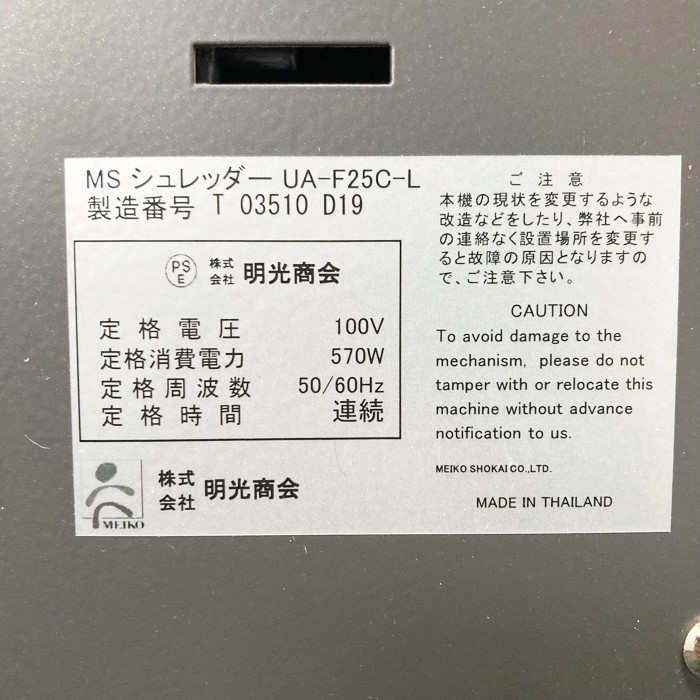 MS シュレッダー UA-F25C-L
製造番号 T 03510 D19
PS
E
株式
会社 明光商会
定格電圧 100V
定格消費電力 570W
定格周波数 50/60Hz
定格時間 連続
株式
会社 明光商会
MEIKO
ご注意
本機の現状を変更するような
改造などをしたり、弊社へ事前
の連絡なく設置場所を変更す
ると故障の原因となりますの
で、ご注意下さい。
CAUTION
To avoid damage to the
mechanism, please do not
tamper with or relocate this
machine without advance
notification to us.
MEIKO SHOKAI CO.,LTD.
MADE IN THAILAND